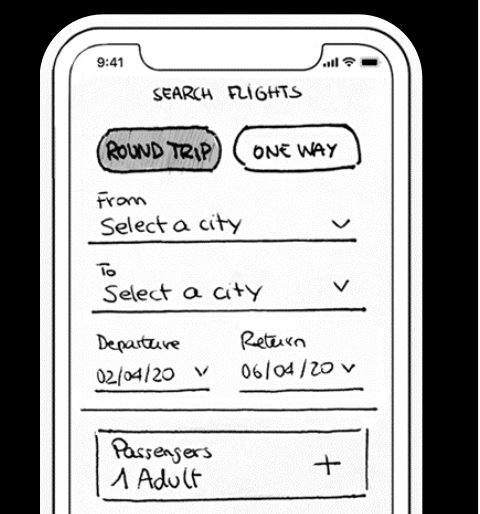 9:41
SEARCH FLIGHTS
ROUND TRIP ONE WAY
From
Select a city
To
Select a city
Departure Return
02/04/20 06/04/20
Passengers
1 Adult +